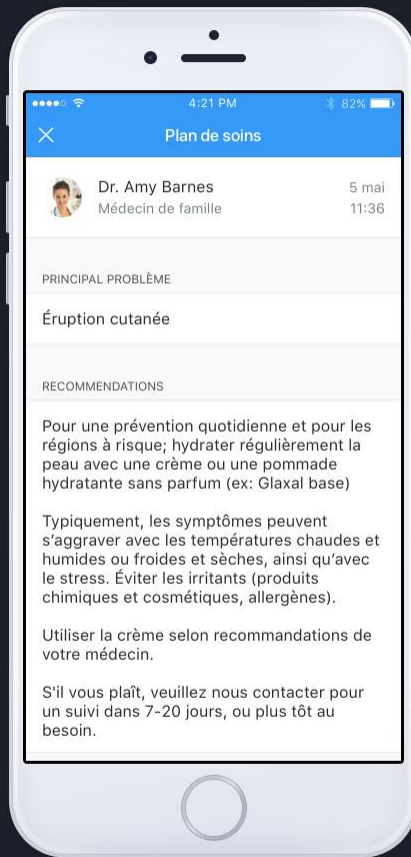 4:21 PM
82%
Plan de soins
Dr. Amy Barnes
5 mai
Médecin de famille
11:36
PRINCIPAL PROBLÈME
Éruption cutanée
RECOMMENDATIONS
Pour une prévention quotidienne et pour les
régions à risque; hydrater régulièrement la
peau avec une crème ou une pommade
hydratante sans parfum (ex: Glaxal base)
Typiquement, les symptômes peuvent
s’aggraver avec les températures chaudes et
humides ou froides et sèches, ainsi qu’avec
le stress. Éviter les irritants (produits
chimiques et cosmétiques, allergènes).
Utiliser la crème selon recommandations de
votre médecin.
S'il vous plaît, veuillez nous contacter pour
un suivi dans 7-20 jours, ou plus tôt au
besoin.